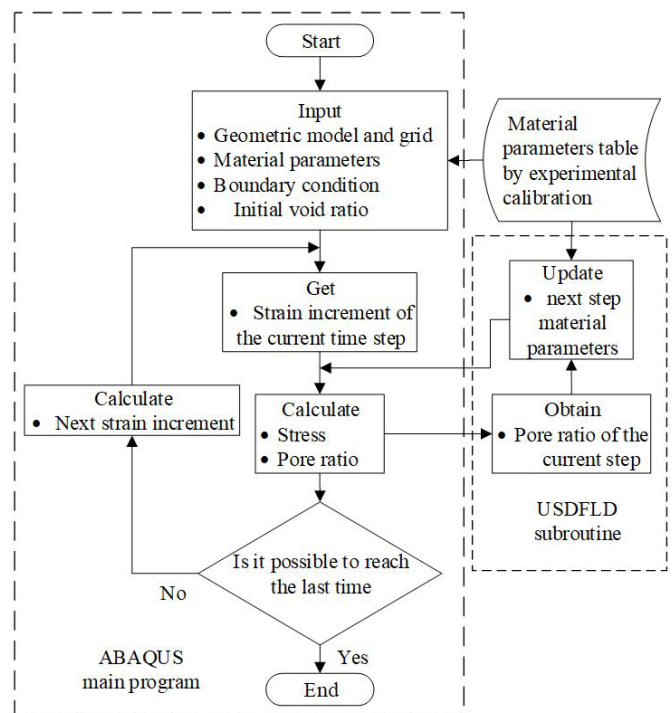 Start
Input
• Geometric model and grid
• Material parameters
• Boundary condition
• Initial void ratio
Material
parameters table
by experimental
calibration
Get
• Strain increment of
the current time step
Update
• next step
material
parameters
Calculate
• Next strain increment
Calculate
• Stress
• Pore ratio
Obtain
• Pore ratio of the
current step
USDFLD
subroutine
Is it possible to reach
the last time
No
Yes
ABAQUS
main program
End